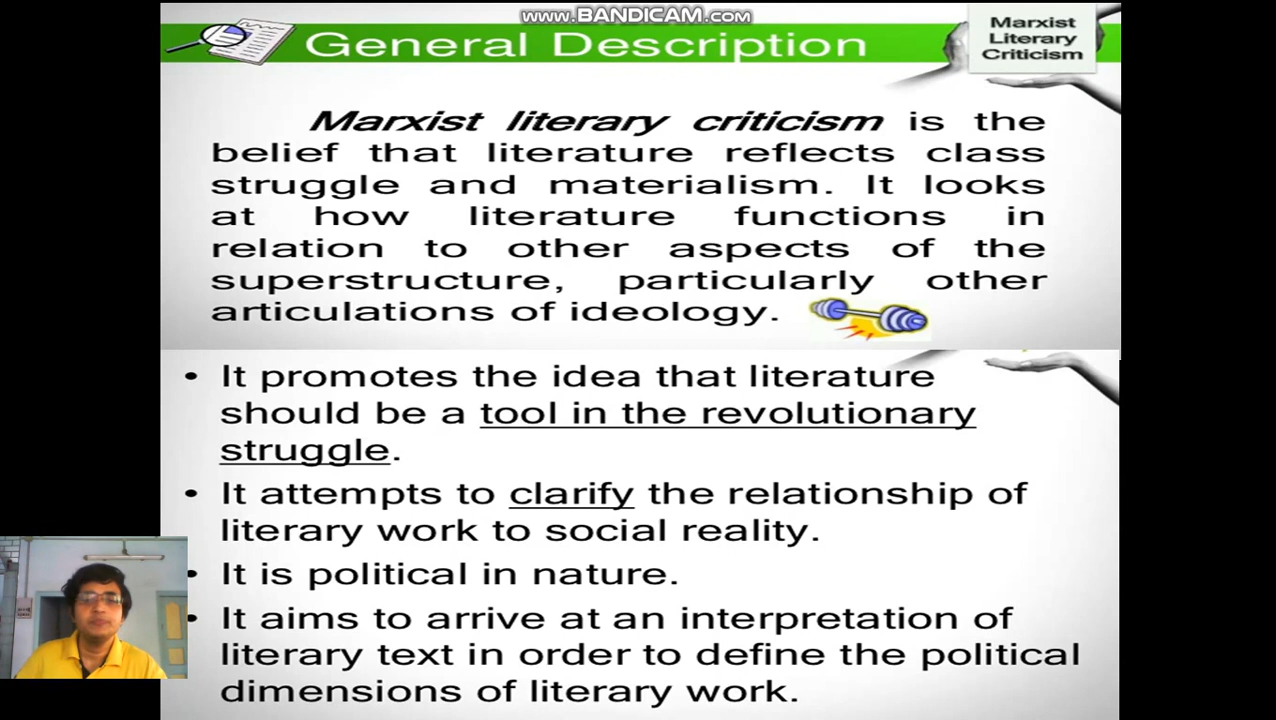 www.BANDICAM.com
General Description
Marxist
Literary
Criticism
Marxist literary criticism is the
belief that literature reflects class
struggle and materialism. It looks
at how literature functions in
relation to other aspects of the
superstructure, particularly other
articulations of ideology.
• It promotes the idea that literature
should be a tool in the revolutionary
struggle.
• It attempts to clarify the relationship of
literary work to social reality.
• It is political in nature.
• It aims to arrive at an interpretation of
literary text in order to define the political
dimensions of literary work.